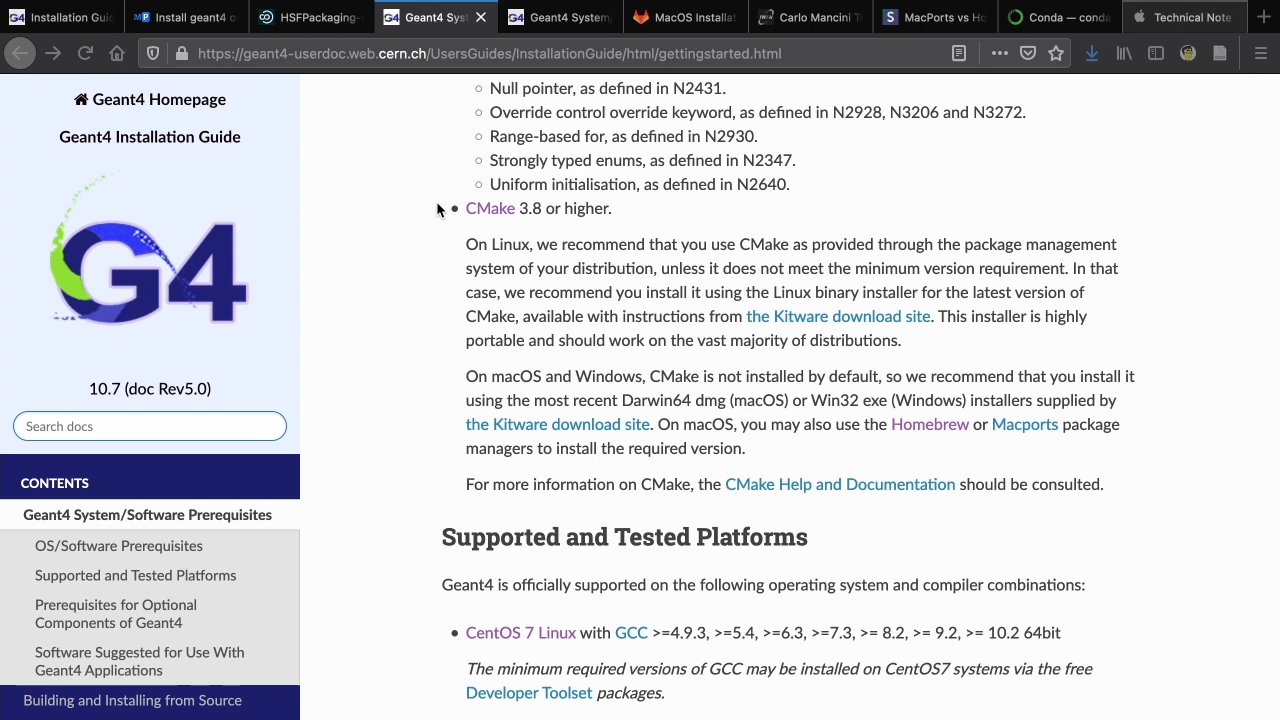 Installation Guid
Install geant4 o
HSFPackaging-
Geant4 Sys
Geant4 System
MacOS Installat
Carlo Mancini T
MacPorts vs Ho
Conda — conda
Technical Note
https://geant4-userdoc.web.cern.ch/UsersGuides/InstallationGuide/html/gettingstarted.html
Geant4 Homepage
Geant4 Installation Guide
G4
10.7 (doc Rev5.0)
Search docs
CONTENTS
Geant4 System/Software Prerequisites
OS/Software Prerequisites
Supported and Tested Platforms
Prerequisites for Optional
Components of Geant4
Software Suggested for Use With
Geant4 Applications
Building and Installing from Source
Null pointer, as defined in N2431.
Override control override keyword, as defined in N2928, N3206 and N3272.
Range-based for, as defined in N2930.
Strongly typed enums, as defined in N2347.
Uniform initialisation, as defined in N2640.
CMake 3.8 or higher.
On Linux, we recommend that you use CMake as provided through the package management
system of your distribution, unless it does not meet the minimum version requirement. In that
case, we recommend you install it using the Linux binary installer for the latest version of
CMake, available with instructions from the Kitware download site. This installer is highly
portable and should work on the vast majority of distributions.
On macOS and Windows, CMake is not installed by default, so we recommend that you install it
using the most recent Darwin64 dmg (macOS) or Win32 exe (Windows) installers supplied by
the Kitware download site. On macOS, you may also use the Homebrew or Macports package
managers to install the required version.
For more information on CMake, the CMake Help and Documentation should be consulted.
Supported and Tested Platforms
Geant4 is officially supported on the following operating system and compiler combinations:
CentOS 7 Linux with GCC >=4.9.3, >=5.4, >=6.3, >=7.3, >= 8.2, >= 9.2, >= 10.2 64bit
The minimum required versions of GCC may be installed on CentOS7 systems via the free
Developer Toolset packages.